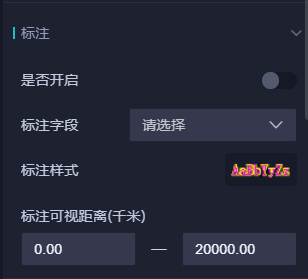 标注
是否开启
标注字段 请选择
标注样式 AaBbYyZz
标注可视距离(千米)
0.00 — 20000.00